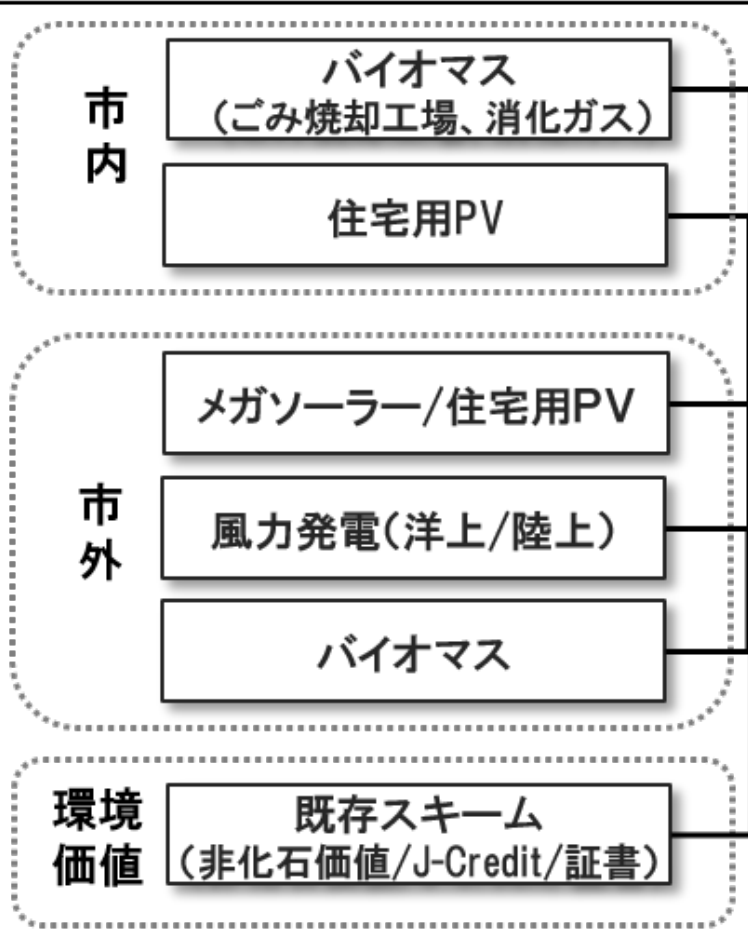 市内
バイオマス
（ごみ焼却工場、消化ガス）
住宅用PV
市外
メガソーラー/住宅用PV
風力発電（洋上/陸上）
バイオマス
環境
価値
既存スキーム
（非化石価値/J-Credit/証書）